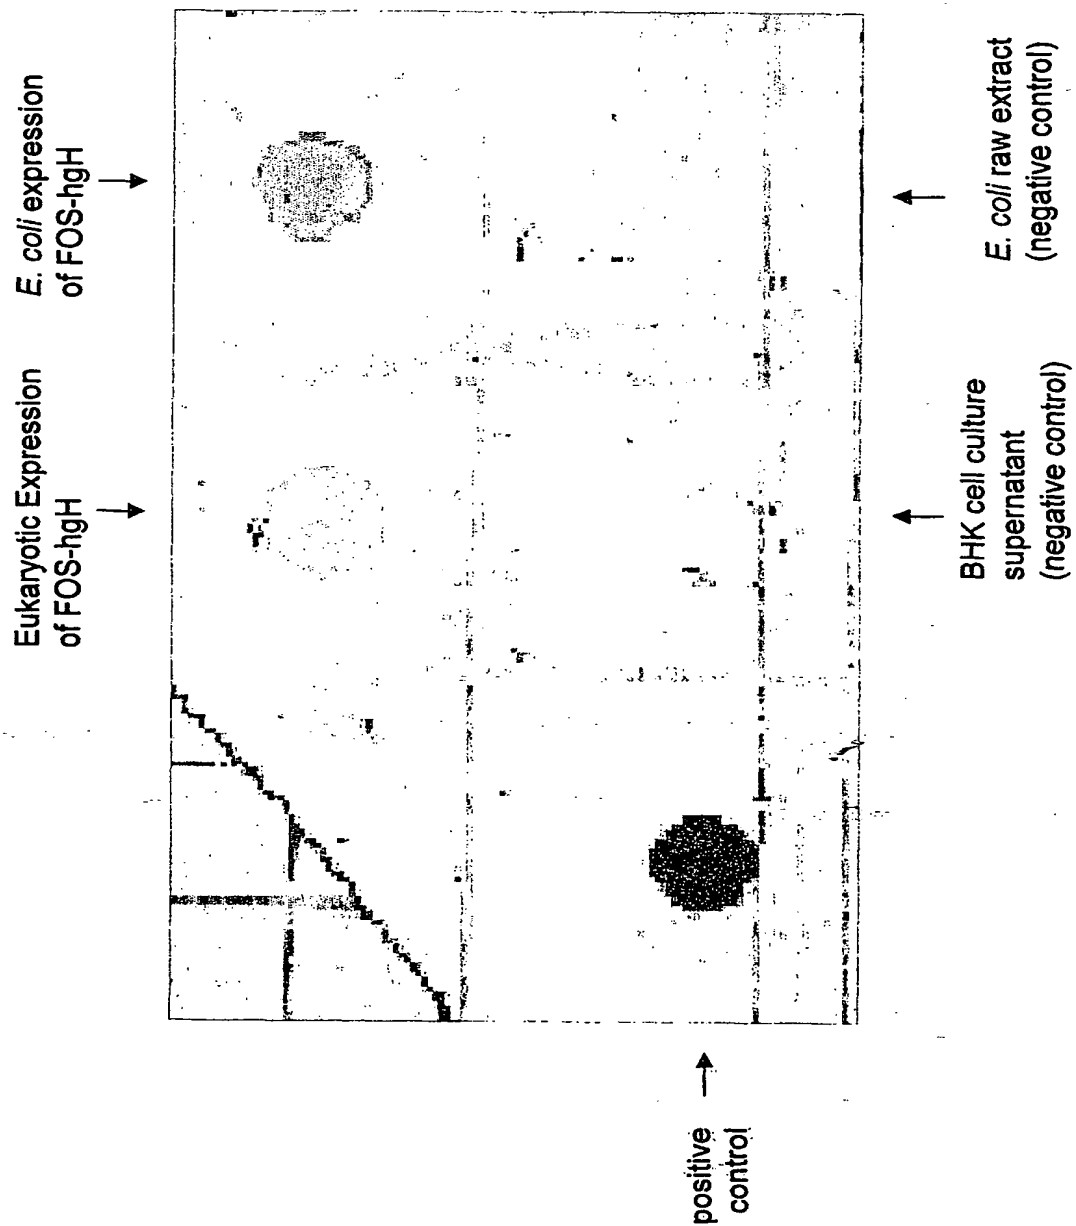 Eukaryotic Expression
of FOS-hgH
E. coli expression
of FOS-hgH
positive
control
BHK cell culture
supernatant
(negative control)
E. coli raw extract
(negative control)